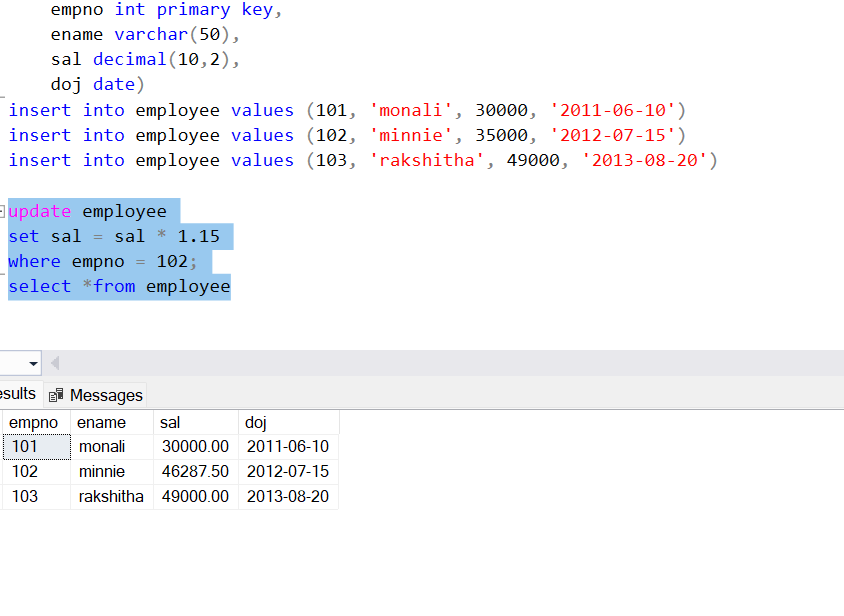 empno int primary key,
ename varchar(50),
sal decimal(10,2),
doj date)
insert into employee values (101, 'monali', 30000, '2011-06-10')
insert into employee values (102, 'minnie', 35000, '2012-07-15')
insert into employee values (103, 'rakshitha', 49000, '2013-08-20')
update employee
set sal = sal * 1.15
where empno = 102;
select *from employee
esults Messages
empno ename sal doj
101 monali 30000.00 2011-06-10
102 minnie 46287.50 2012-07-15
103 rakshitha 49000.00 2013-08-20